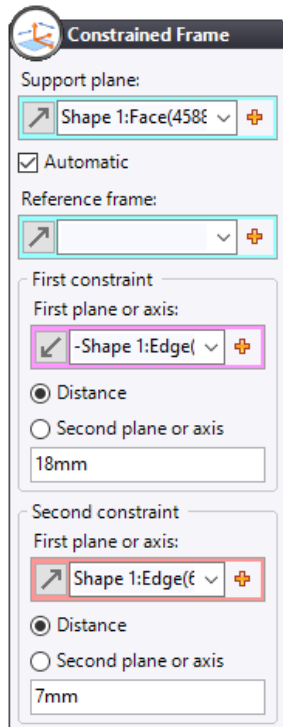 Constrained Frame
Support plane:
Shape 1:Face(4588
Automatic
Reference frame:
First constraint
First plane or axis:
-Shape 1:Edge(
Distance
Second plane or axis
18mm
Second constraint
First plane or axis:
Shape 1:Edge(6
Distance
Second plane or axis
7mm